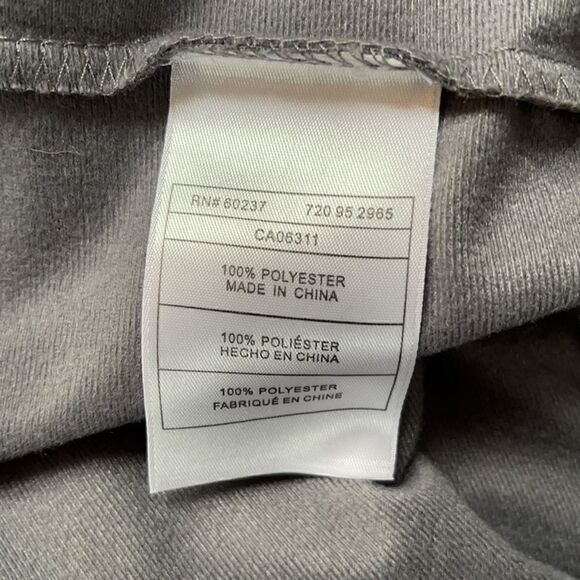 RN# 60237 720 95 2965
CA06311
100% POLYESTER
MADE IN CHINA
100% POLIÉSTER
HECHO EN CHINA
100% POLYESTER
FABRIQUÉ EN CHINE